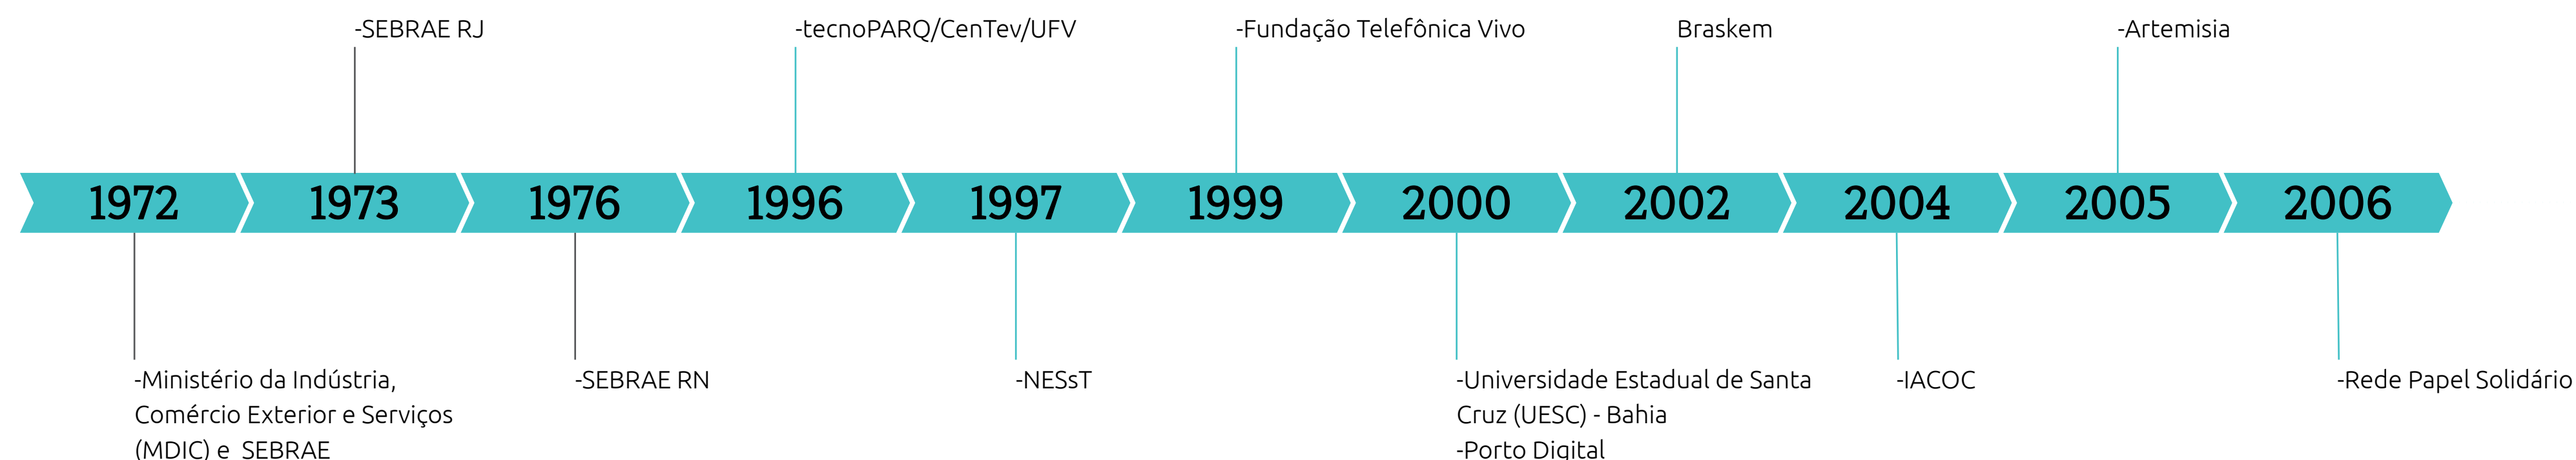 -SEBRAE RJ
-tecnoPARQ/CenTev/UFV
-Fundação Telefônica Vivo
Braskem
-Artemisia
1972
1973
1976
1996
1997
1999
2000
2002
2004
2005
2006
-Ministério da Indústria,
Comércio Exterior e Serviços
(MDIC) e  SEBRAE
-SEBRAE RN
-NESsT
-Universidade Estadual de Santa
Cruz (UESC) - Bahia
-Porto Digital
-IACOC
-Rede Papel Solidário